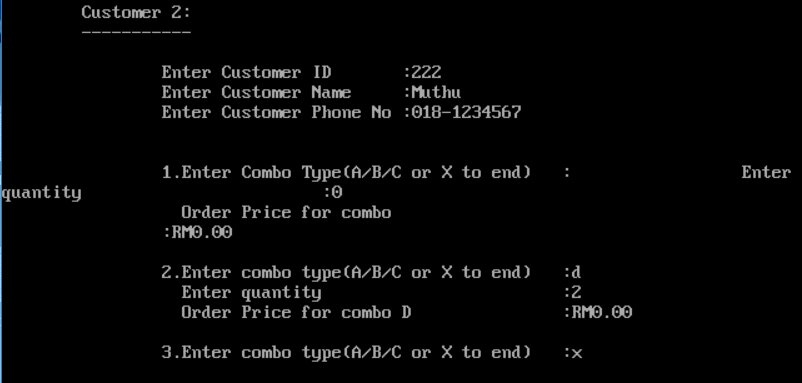 Customer 2:
-----------
Enter Customer ID :222
Enter Customer Name :Muthu
Enter Customer Phone No :018-1234567
1.Enter Combo Type(A/B/C or X to end) : Enter
quantity :0
Order Price for combo
:RM0.00
2.Enter combo type(A/B/C or X to end) :d
Enter quantity :2
Order Price for combo D :RM0.00
3.Enter combo type(A/B/C or X to end) :x